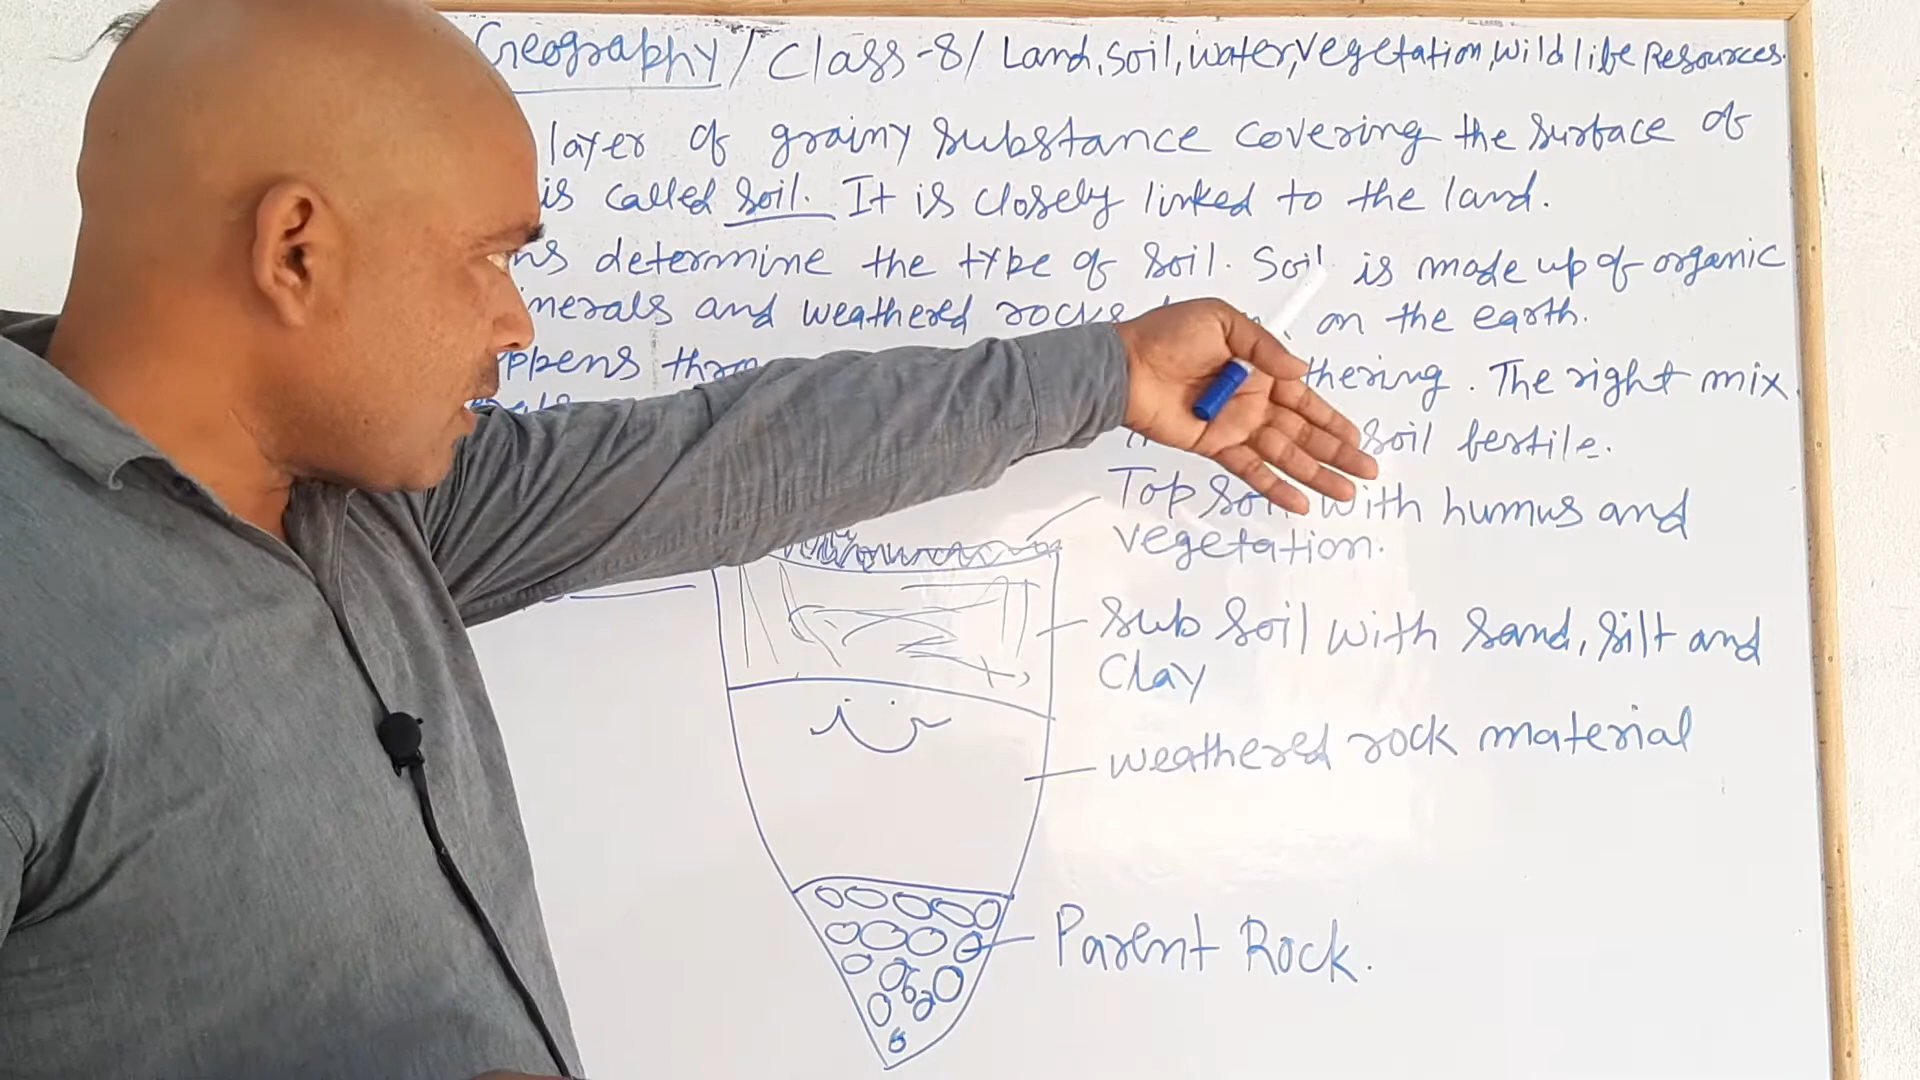 Geography / Class-8 / Land, Soil, water, Vegetation, Wild life Resources.
layer of grainy substance covering the surface of
is called soil. It is closely linked to the land.
determine the type of soil. Soil is made up of organic
and weathered rocks on the earth.
The right mix
soil fertile.
Top soil with humus and
vegetation.
Sub soil with sand, silt and
Clay
weathered rock material
Parent Rock.